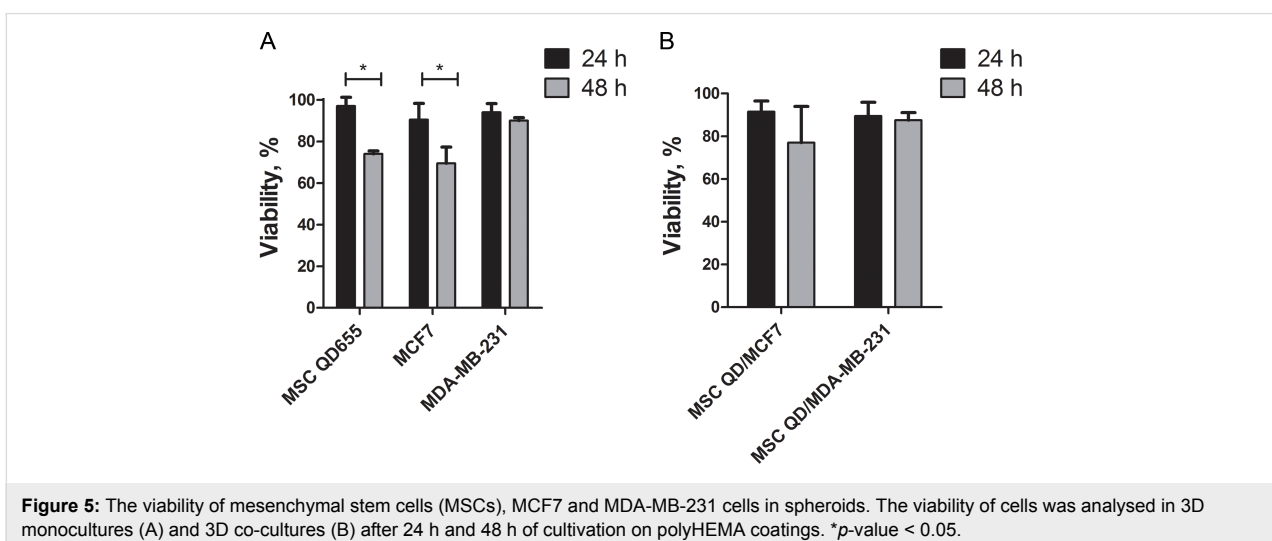 A
B
24 h
48 h
24 h
48 h
*
*
Viability, %
100
80
60
40
20
0
MSC QD655
MCF7
MDA-MB-231
Viability, %
100
80
60
40
20
0
MSC QD/MCF7
MSC QD/MDA-MB-231
Figure 5: The viability of mesenchymal stem cells (MSCs), MCF7 and MDA-MB-231 cells in spheroids. The viability of cells was analysed in 3D
monocultures (A) and 3D co-cultures (B) after 24 h and 48 h of cultivation on polyHEMA coatings. *p-value < 0.05.